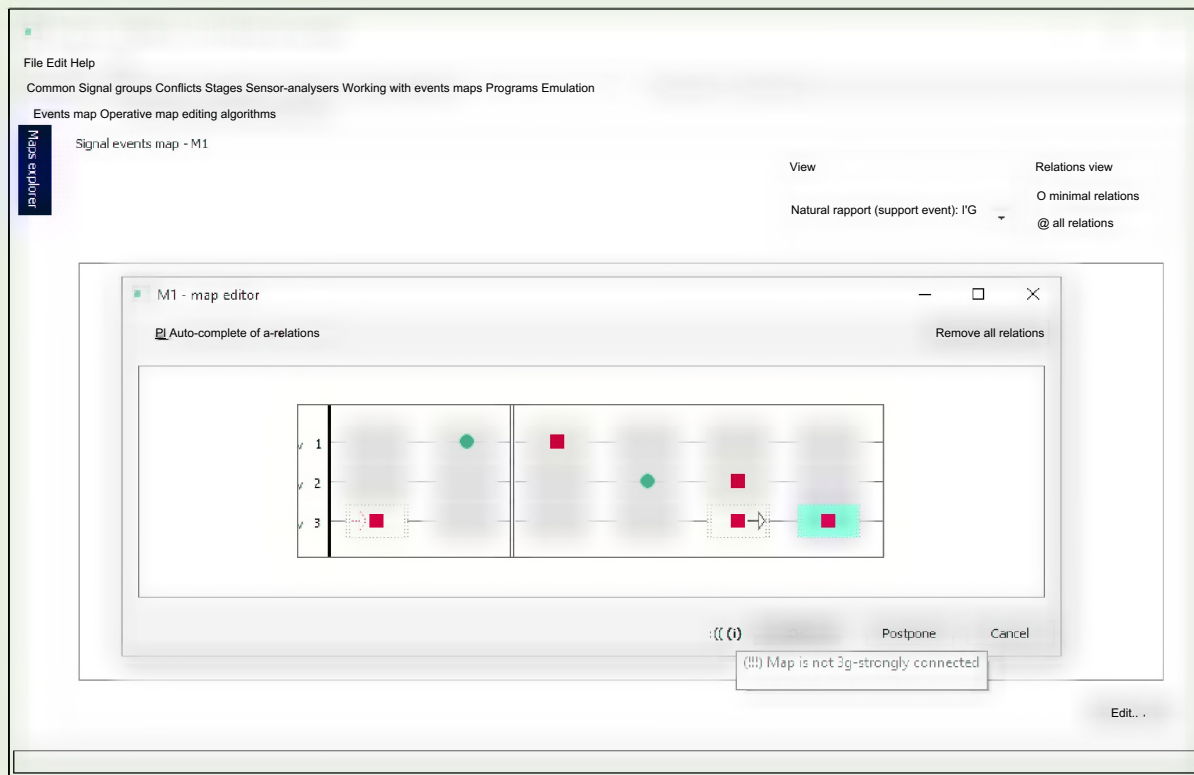 File Edit Help
Common Signal groups Conflicts Stages Sensor-analysers Working with events maps Programs Emulation
Events map Operative map editing algorithms
Maps explorer
Signal events map - M1
View
Relations view
Natural rapport (support event): I'G
O minimal relations
@ all relations
M1 - map editor
PI Auto-complete of a-relations
Remove all relations
v 1
v 2
v 3
:(( (i)
Postpone
Cancel
(!!!) Map is not 3g-strongly connected
Edit.. .